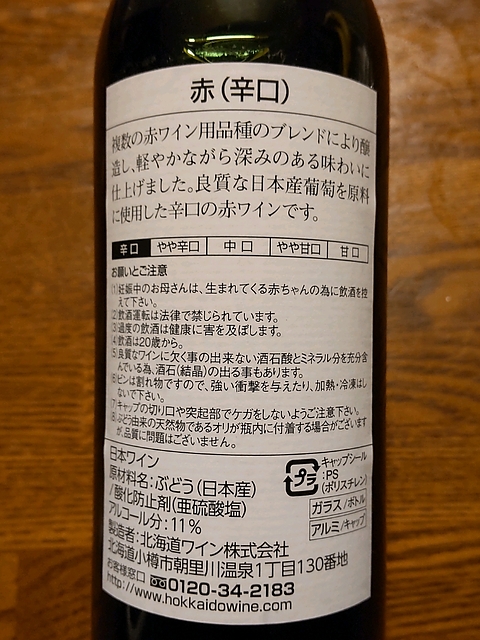 赤（辛口）
複数の赤ワイン用品種のブレンドにより醸
造し、軽やかながら深みのある味わいに
仕上げました。良質な日本産葡萄を原料
に使用した辛口の赤ワインです。
辛口 やや辛口 中口 やや甘口 甘口
お願いとご注意
(1)妊娠中のお母さんは、生まれてくる赤ちゃんの為に飲酒を控
えて下さい。
(2)飲酒運転は法律で禁じられています。
(3)過度の飲酒は健康に害を及ぼします。
(4)飲酒は20歳から。
(5)良質なワインに欠く事の出来ない酒石酸とミネラル分を充分含
んでいる為、酒石(結晶)の出る事もあります。
(6)ビンは割れ物ですので、強い衝撃を与えたり、加熱・冷凍はし
ないで下さい。
(7)キャップの切り口や突起部でケガをしないようご注意下さい。
(8)ぶどう由来の天然物であるオリが瓶内に付着する場合がございます
が、品質に問題はございません。
日本ワイン
原材料名：ぶどう（日本産）
/酸化防止剤(亜硫酸塩)
アルコール分：11%
製造者：北海道ワイン株式会社
北海道小樽市朝里川温泉1丁目130番地
お客様窓口 0120-34-2183
http://www.hokkaidowine.com
プラ
キャップシール
:PS
(ポリスチレン)
ガラス/ボトル
アルミ/キャップ